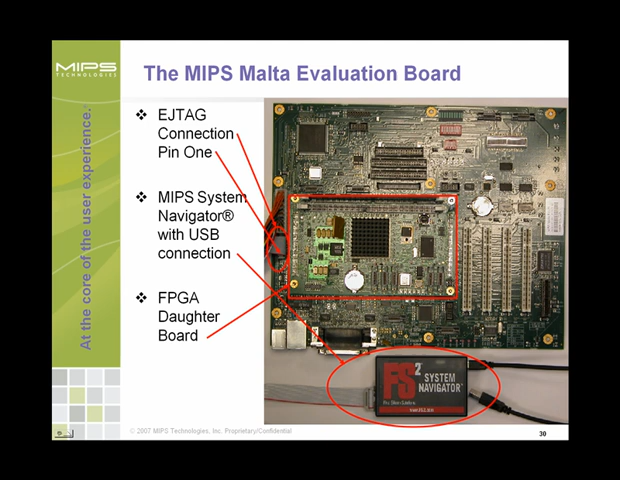 MIPS
TECHNOLOGIES
At the core of the user experience.®
The MIPS Malta Evaluation Board
❖ EJTAG
Connection
Pin One
❖ MIPS System
Navigator®
with USB
connection
❖ FPGA
Daughter
Board
FS2 SYSTEM
NAVIGATOR
© 2007 MIPS Technologies, Inc. Proprietary/Confidential
30